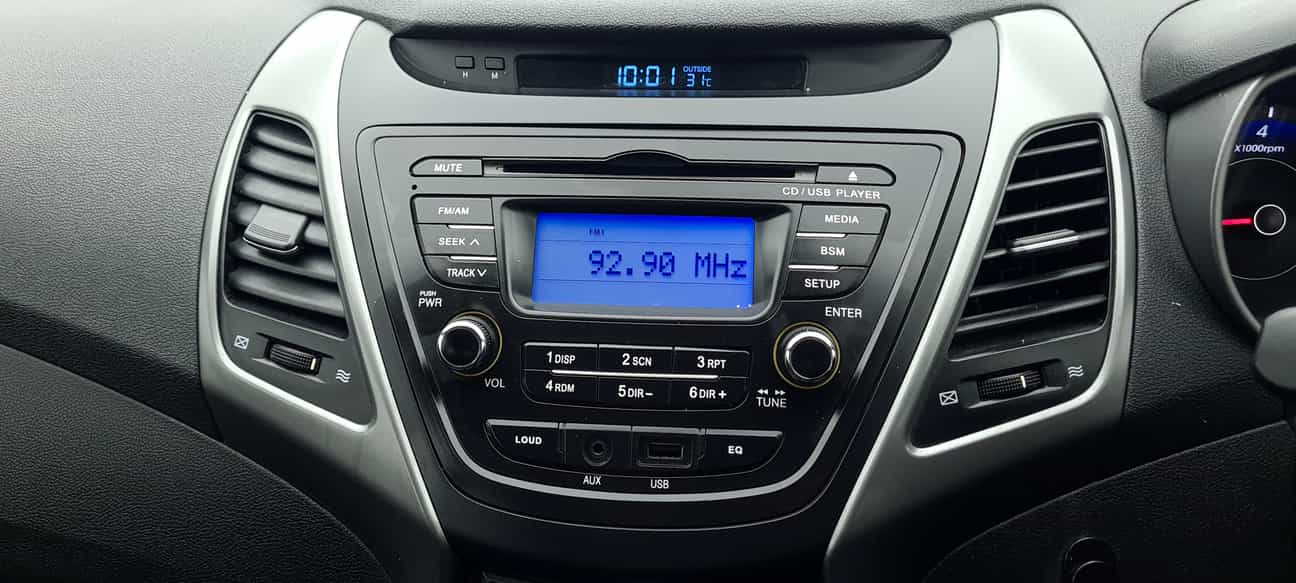 10:01
OUTSIDE
31c
H
M
4
X1000rpm
MUTE
CD / USB PLAYER
FM/AM
MEDIA
SEEK
FM1
BSM
92.90 MHz
TRACK
SETUP
PUSH
PWR
ENTER
1 DISP
2 SCN
3 RPT
4 RDM
5 DIR-
6 DIR+
VOL
TUNE
LOUD
EQ
AUX
USB